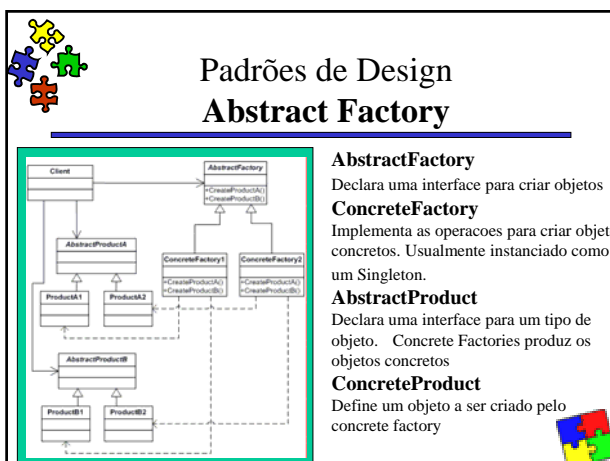 Padrões de Design
Abstract Factory
Client
AbstractFactory
+CreateProductA()
+CreateProductB()
AbstractProductA
ConcreteFactory1
+CreateProductA()
+CreateProductB()
ConcreteFactory2
+CreateProductA()
+CreateProductB()
ProductA1
ProductA2
AbstractProductB
ProductB1
ProductB2
AbstractFactory
Declara uma interface para criar objetos
ConcreteFactory
Implementa as operacoes para criar objet
concretos. Usualmente instanciado como
um Singleton.
AbstractProduct
Declara uma interface para um tipo de
objeto. Concrete Factories produz os
objetos concretos
ConcreteProduct
Define um objeto a ser criado pelo
concrete factory